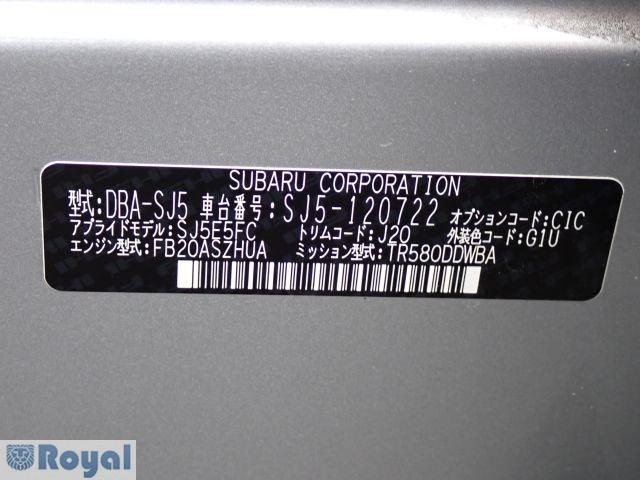 SUBARU CORPORATION
型式:DBA-SJ5 車台番号:SJ5-120722 オプションコード:CIC
アプライドモデル:SJ5E5FC トリムコード:J20 外装色コード:G1U
エンジン型式:FB20ASZHUA ミッション型式:TR580DDWBA
Royal